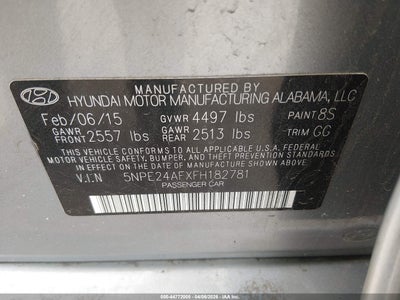 MANUFACTURED BY
HYUNDAI MOTOR MANUFACTURING ALABAMA, LLC
Feb/06/15 GVWR 4497 lbs PAINT 8S
GAWR FRONT 2557 lbs GAWR REAR 2513 lbs TRIM GG
THIS VEHICLE CONFORMS TO ALL APPLICABLE U.S.A. FEDERAL
MOTOR VEHICLE SAFETY, BUMPER, AND THEFT PREVENTION STANDARDS
IN EFFECT ON THE DATE OF MANUFACTURE SHOWN ABOVE.
V.I.N 5NPE24AFXFH182781
PASSENGER CAR